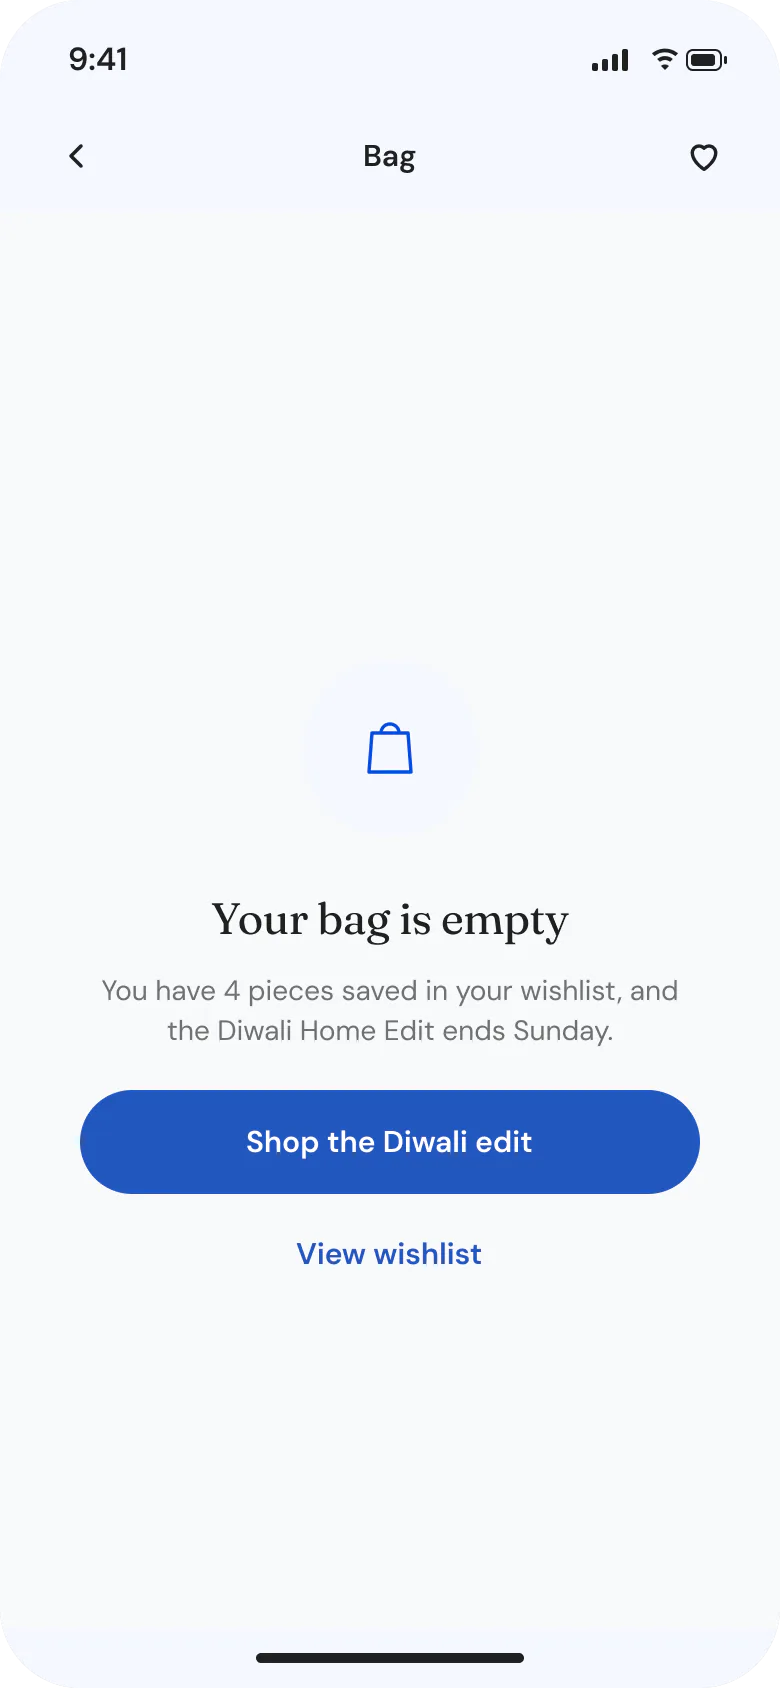 9:41
Bag
Your bag is empty
You have 4 pieces saved in your wishlist, and
the Diwali Home Edit ends Sunday.
Shop the Diwali edit
View wishlist